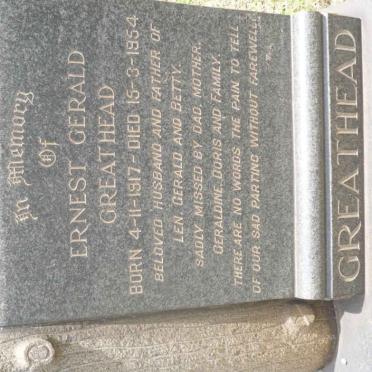 In Memory
Of
ERNEST GERALD
GREATHEAD
BORN 4-11-1917 - DIED 15-3-1954
BELOVED HUSBAND AND FATHER OF
LEN, GERALD AND BETTY.
SADLY MISSED BY DAD, MOTHER,
GERALDINE, DORIS AND FAMILY.
THERE ARE NO WORDS THE PAIN TO TELL
OF OUR SAD PARTING WITHOUT FAREWELL.
GREATHEAD